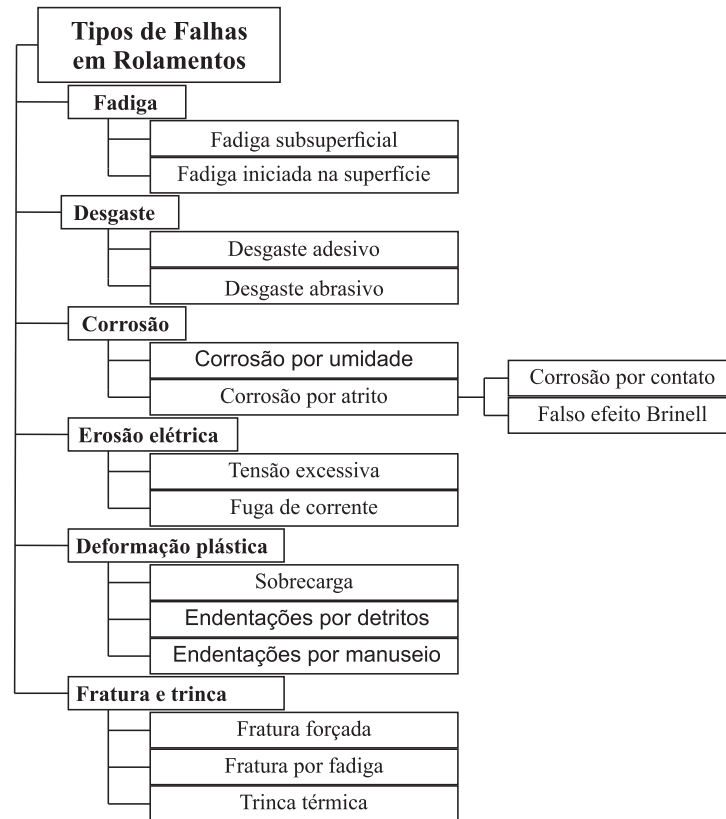 Tipos de Falhas
em Rolamentos
Fadiga
Fadiga subsuperficial
Fadiga iniciada na superfície
Desgaste
Desgaste adesivo
Desgaste abrasivo
Corrosão
Corrosão por umidade
Corrosão por atrito
Corrosão por contato
Falso efeito Brinell
Erosão elétrica
Tensão excessiva
Fuga de corrente
Deformação plástica
Sobrecarga
Endentações por detritos
Endentações por manuseio
Fratura e trinca
Fratura forçada
Fratura por fadiga
Trinca térmica